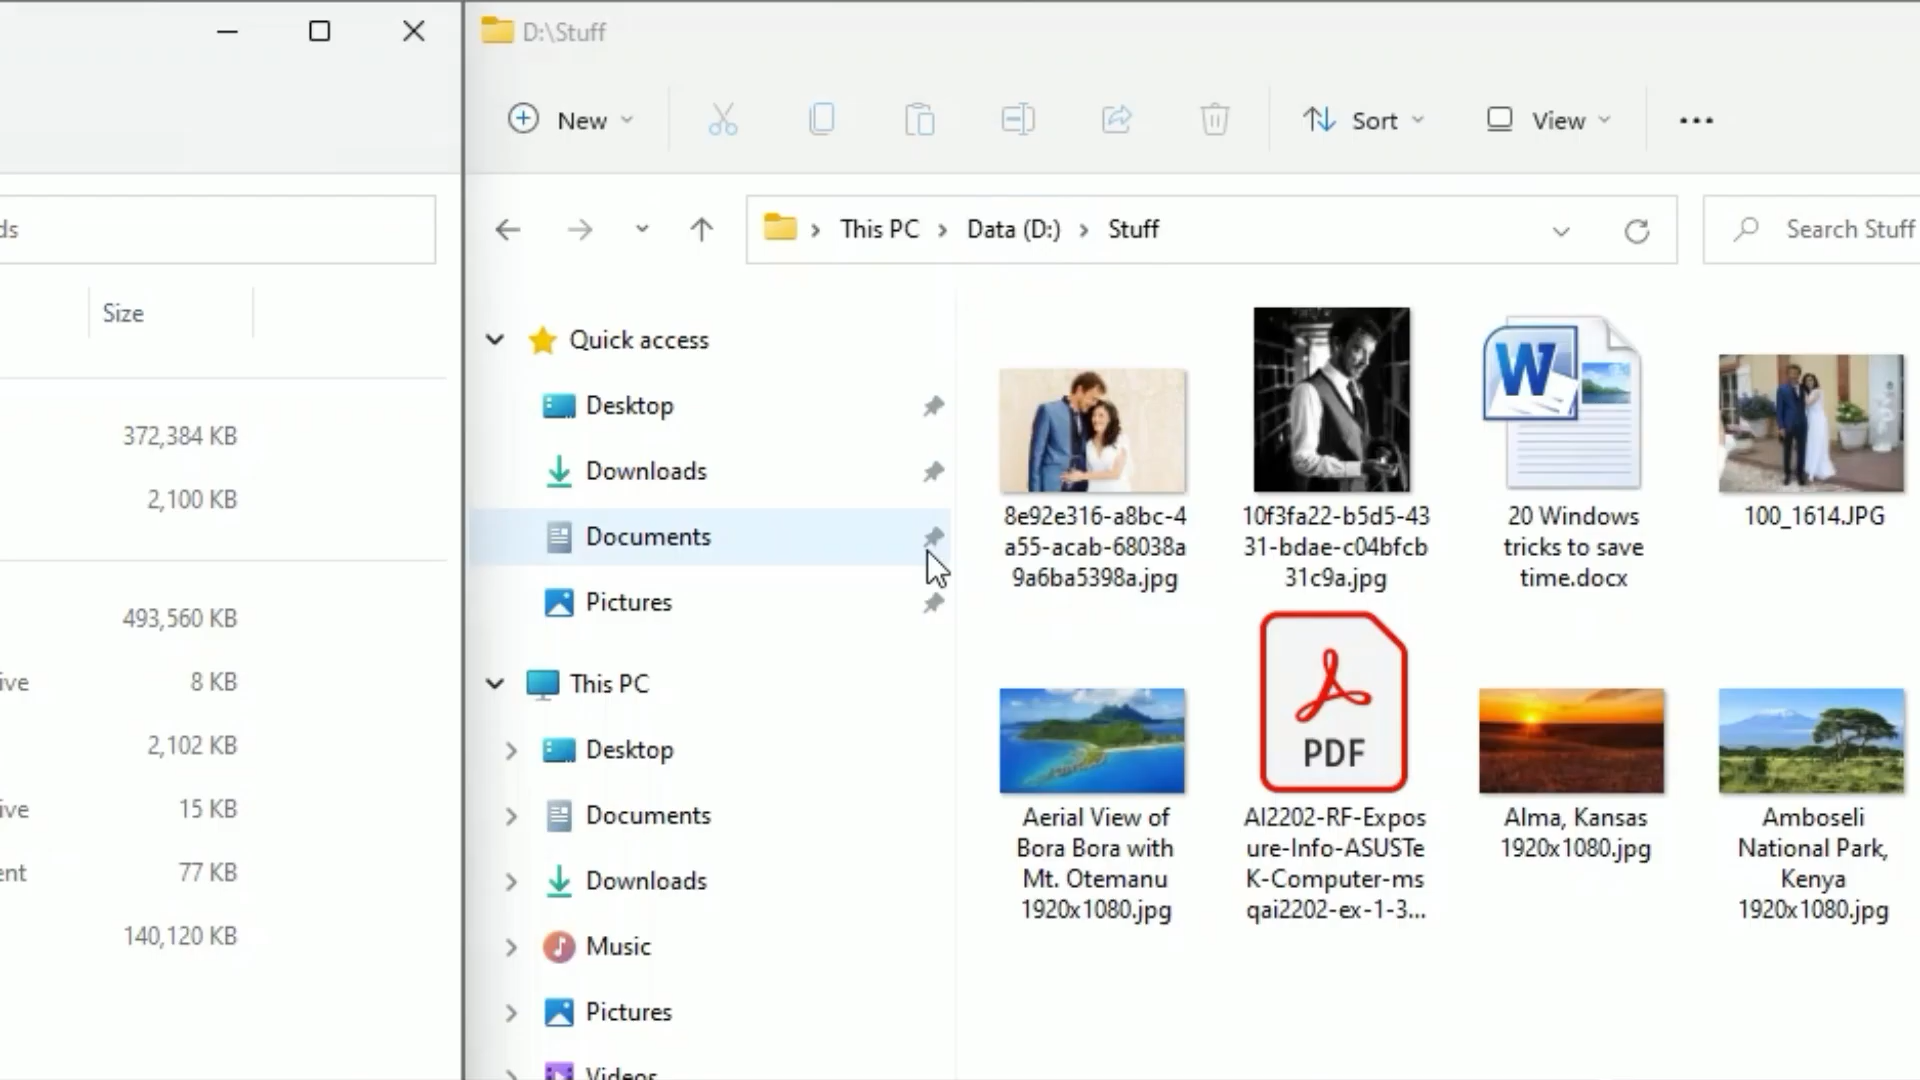 D:\Stuff
New
Sort
View
ds
This PC
Data (D:)
Stuff
Search Stuff
Size
372,384 KB
2,100 KB
493,560 KB
ive
8 KB
2,102 KB
ive
15 KB
ent
77 KB
140,120 KB
Quick access
Desktop
Downloads
Documents
Pictures
This PC
Desktop
Documents
Downloads
Music
Pictures
Videos
8e92e316-a8bc-4
a55-acab-68038a
9a6ba5398a.jpg
10f3fa22-b5d5-43
31-bdae-c04bfcb
31c9a.jpg
W
20 Windows
tricks to save
time.docx
100_1614.JPG
Aerial View of
Bora Bora with
Mt. Otemanu
1920x1080.jpg
PDF
AI2202-RF-Expos
ure-Info-ASUSTe
K-Computer-ms
qai2202-ex-1-3...
Alma, Kansas
1920x1080.jpg
Amboseli
National Park,
Kenya
1920x1080.jpg